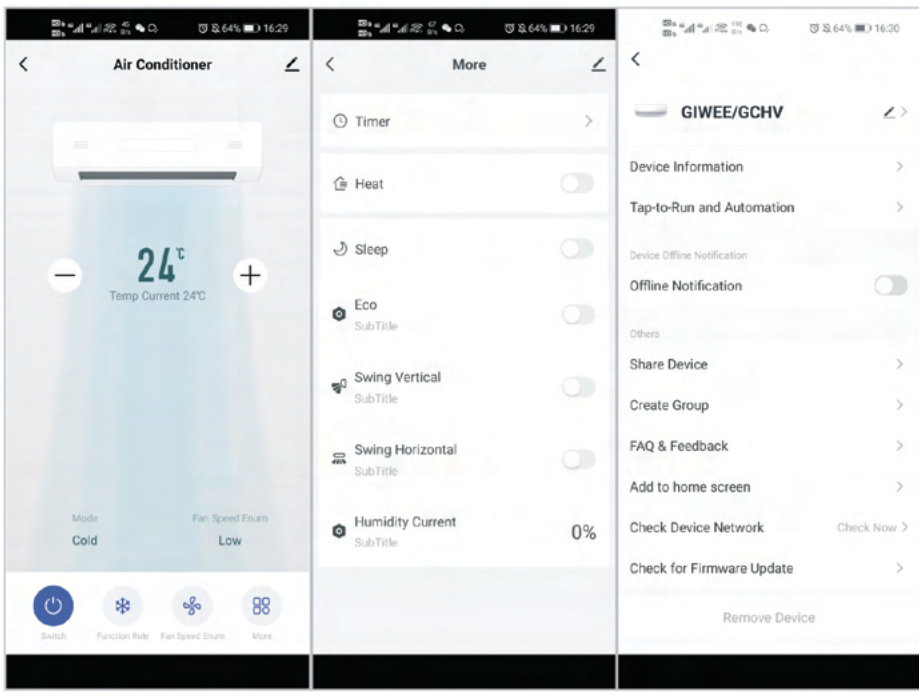 64% 16:29
Air Conditioner
24 °C
Temp Current 24°C
Mode
Fan Speed Enum
Cold
Low
Switch
Function Rule
Fan Speed Enum
More
64% 16:29
More
Timer
Heat
Sleep
Eco
SubTitle
Swing Vertical
SubTitle
Swing Horizontal
SubTitle
Humidity Current
SubTitle
0%
64% 16:30
GIWEE/GCHV
Device Information
Tap-to-Run and Automation
Device Offline Notification
Offline Notification
Others
Share Device
Create Group
FAQ & Feedback
Add to home screen
Check Device Network
Check Now
Check for Firmware Update
Remove Device